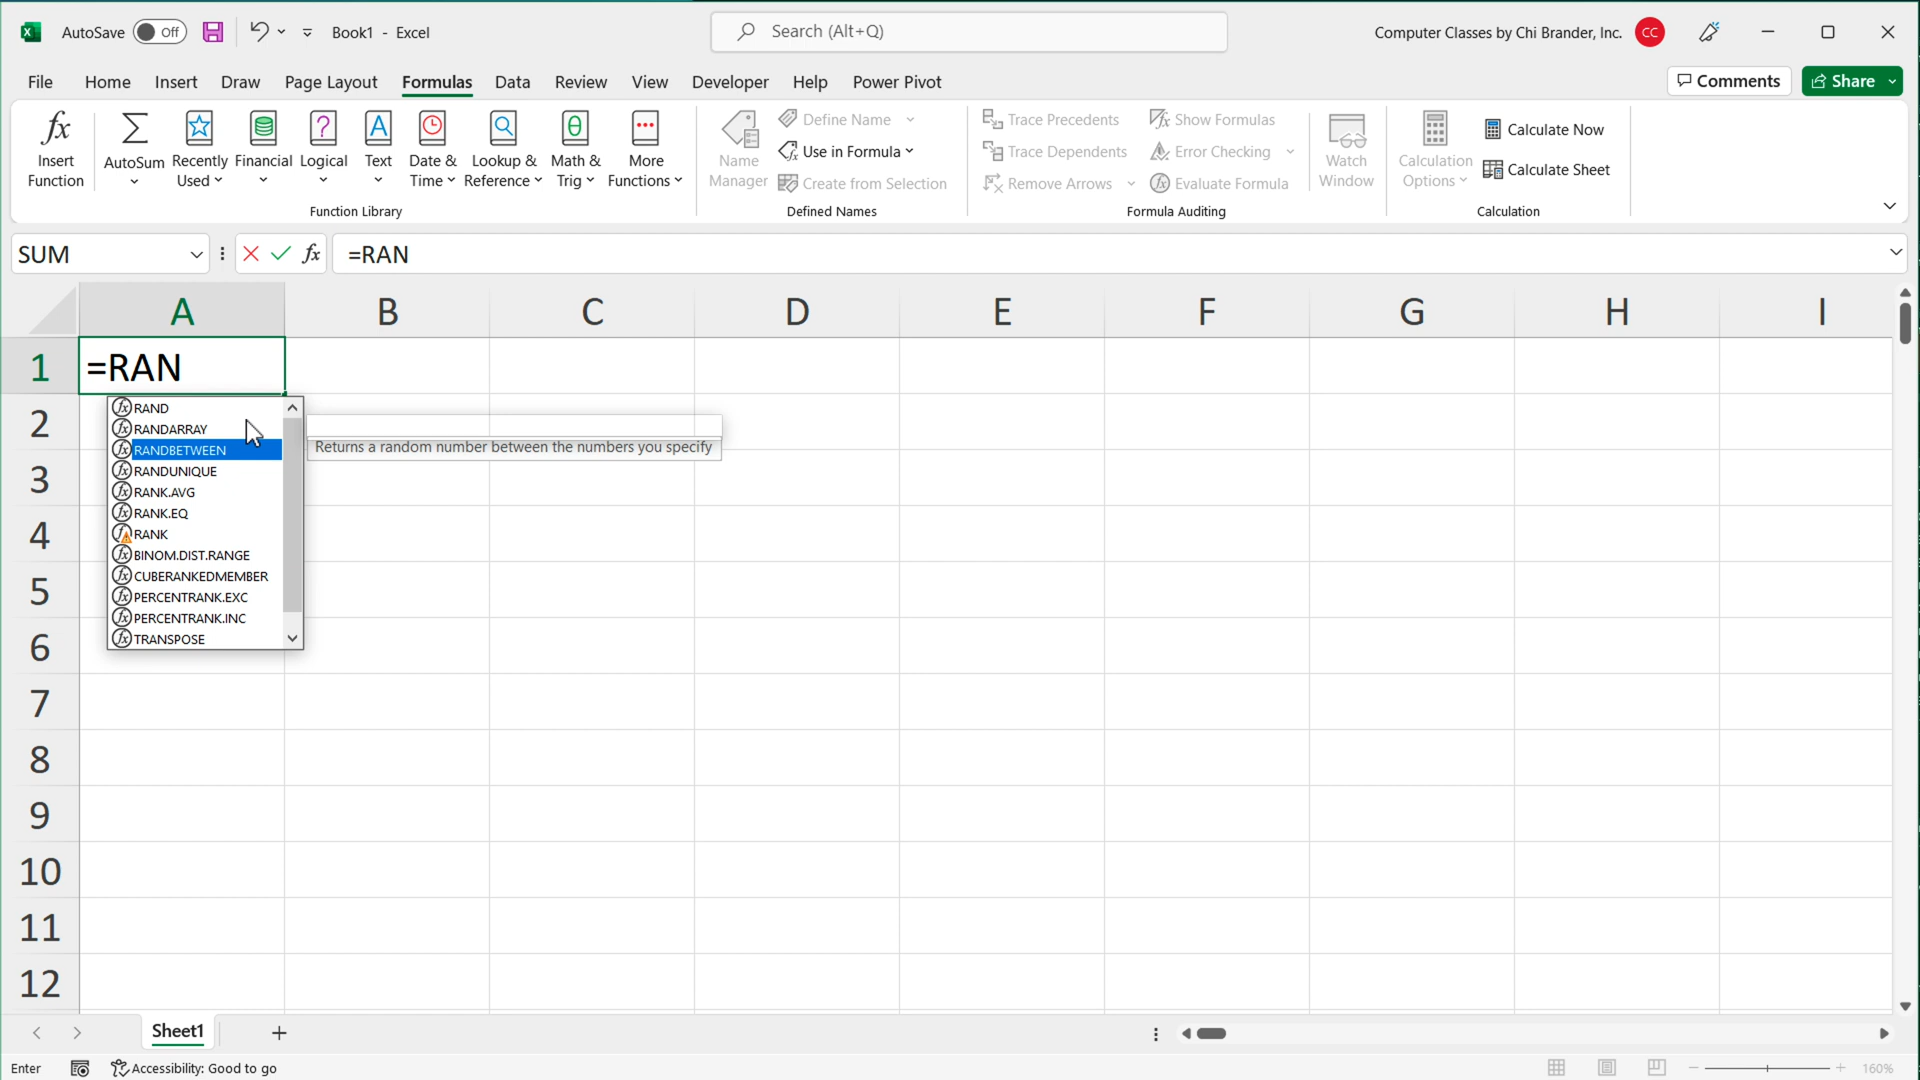 AutoSave Off Book1 - Excel Search (Alt+Q) Computer Classes by Chi Brander, Inc. CC
File Home Insert Draw Page Layout Formulas Data Review View Developer Help Power Pivot Comments Share
fx Insert Function
AutoSum
Recently Used
Financial
Logical
Text
Date & Time
Lookup & Reference
Math & Trig
More Functions
Function Library
Name Manager
Define Name
Use in Formula
Create from Selection
Defined Names
Trace Precedents
Trace Dependents
Remove Arrows
Show Formulas
Error Checking
Evaluate Formula
Formula Auditing
Watch Window
Calculation Options
Calculate Now
Calculate Sheet
Calculation
SUM fx =RAN
A B C D E F G H I
1 =RAN
2
3
4
5
6
7
8
9
10
11
12
RAND
RANDARRAY
RANDBETWEEN
Returns a random number between the numbers you specify
RANDUNIQUE
RANK.AVG
RANK.EQ
RANK
BINOM.DIST.RANGE
CUBERANKEDMEMBER
PERCENTRANK.EXC
PERCENTRANK.INC
TRANSPOSE
Sheet1
Enter Accessibility: Good to go 160%